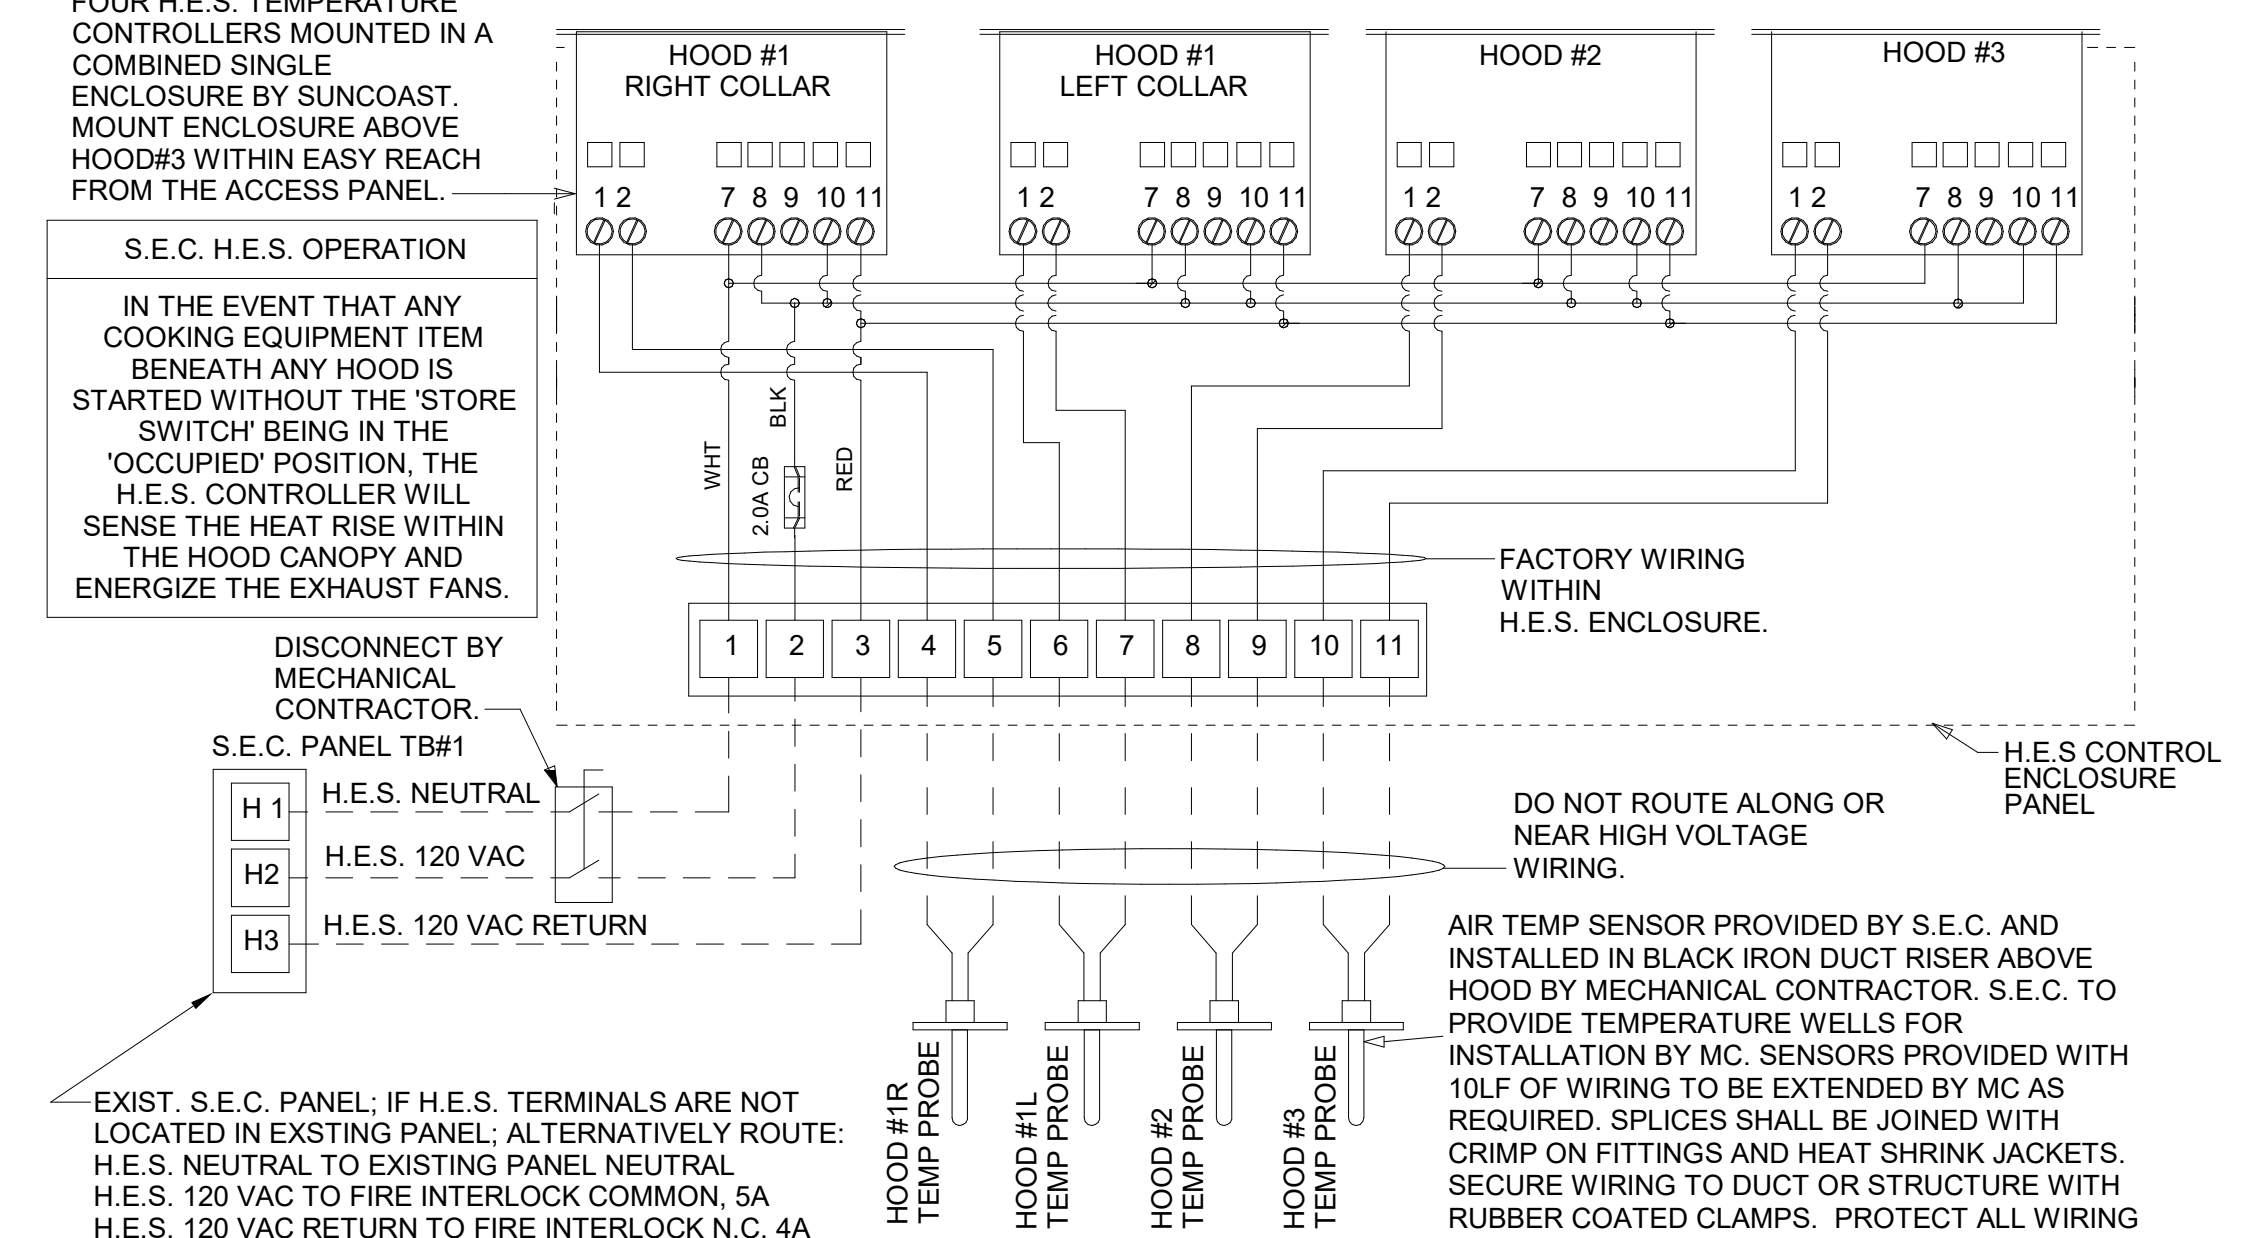 FOUR H.E.S. TEMPERATURE
CONTROLLERS MOUNTED IN A
COMBINED SINGLE
ENCLOSURE BY SUNCOAST.
MOUNT ENCLOSURE ABOVE
HOOD#3 WITHIN EASY REACH
FROM THE ACCESS PANEL.
HOOD #1
RIGHT COLLAR
1 2 7 8 9 10 11
HOOD #1
LEFT COLLAR
1 2 7 8 9 10 11
HOOD #2
1 2 7 8 9 10 11
HOOD #3
1 2 7 8 9 10 11
S.E.C. H.E.S. OPERATION
IN THE EVENT THAT ANY
COOKING EQUIPMENT ITEM
BENEATH ANY HOOD IS
STARTED WITHOUT THE 'STORE
SWITCH' BEING IN THE
'OCCUPIED' POSITION, THE
H.E.S. CONTROLLER WILL
SENSE THE HEAT RISE WITHIN
THE HOOD CANOPY AND
ENERGIZE THE EXHAUST FANS.
WHT
2.0A CB
BLK
RED
FACTORY WIRING
WITHIN
H.E.S. ENCLOSURE.
1 2 3 4 5 6 7 8 9 10 11
DISCONNECT BY
MECHANICAL
CONTRACTOR.
S.E.C. PANEL TB#1
H 1
H.E.S. NEUTRAL
H2
H.E.S. 120 VAC
H3
H.E.S. 120 VAC RETURN
H.E.S CONTROL
ENCLOSURE
PANEL
DO NOT ROUTE ALONG OR
NEAR HIGH VOLTAGE
WIRING.
AIR TEMP SENSOR PROVIDED BY S.E.C. AND
INSTALLED IN BLACK IRON DUCT RISER ABOVE
HOOD BY MECHANICAL CONTRACTOR. S.E.C. TO
PROVIDE TEMPERATURE WELLS FOR
INSTALLATION BY MC. SENSORS PROVIDED WITH
10LF OF WIRING TO BE EXTENDED BY MC AS
REQUIRED. SPLICES SHALL BE JOINED WITH
CRIMP ON FITTINGS AND HEAT SHRINK JACKETS.
SECURE WIRING TO DUCT OR STRUCTURE WITH
RUBBER COATED CLAMPS. PROTECT ALL WIRING
HOOD #1R
TEMP PROBE
HOOD #1L
TEMP PROBE
HOOD #2
TEMP PROBE
HOOD #3
TEMP PROBE
EXIST. S.E.C. PANEL; IF H.E.S. TERMINALS ARE NOT
LOCATED IN EXSTING PANEL; ALTERNATIVELY ROUTE:
H.E.S. NEUTRAL TO EXISTING PANEL NEUTRAL
H.E.S. 120 VAC TO FIRE INTERLOCK COMMON, 5A
H.E.S. 120 VAC RETURN TO FIRE INTERLOCK N.C. 4A